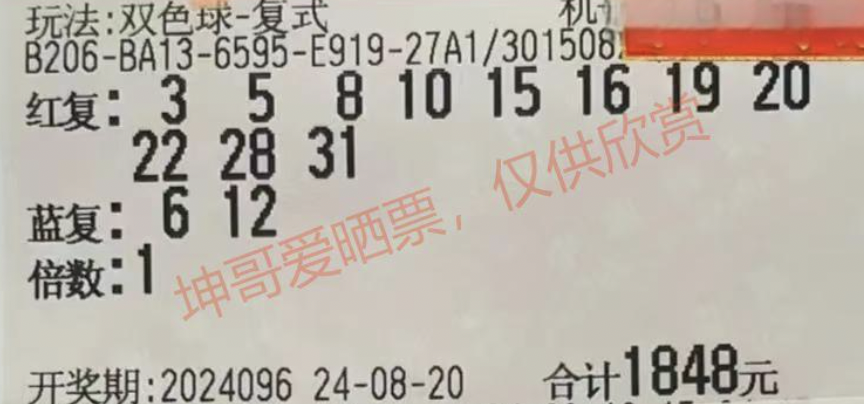 玩法:双色球-复式 机
B206-BA13-6595-E919-27A1/301508
红复: 3 5 8 10 15 16 19 20
22 28 31
蓝复: 6 12
倍数:1
坤哥爱晒票,仅供欣赏
开奖期:2024096 24-08-20 合计1848元